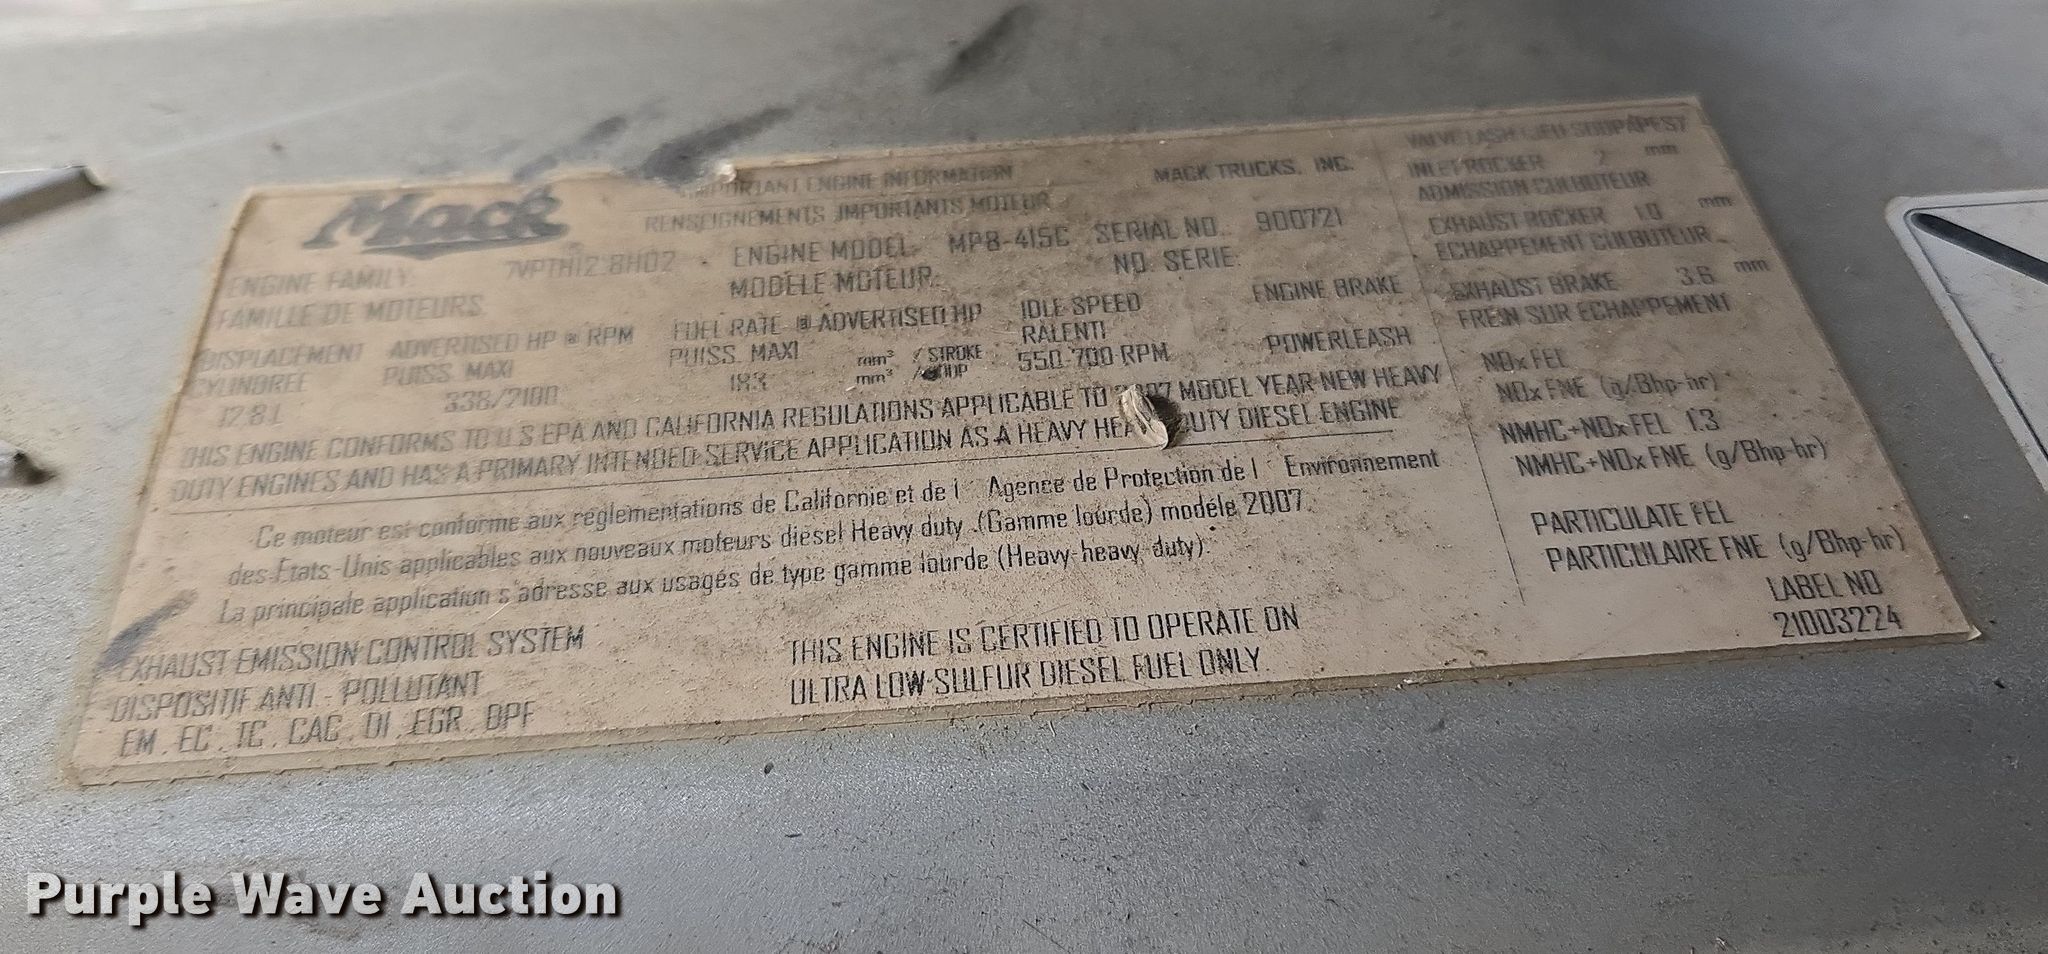 Mack
IMPORTANT ENGINE INFORMATION
RENSEIGNEMENTS IMPORTANTS MOTEUR
MACK TRUCKS, INC.
ENGINE FAMILY:
FAMILLE DE MOTEURS
7VPTH12.8H02
ENGINE MODEL: MP8-415C
MODELE MOTEUR:
SERIAL NO. 900721
NO. SERIE:
DISPLACEMENT
CYLINDREE
12.8L
ADVERTISED HP @ RPM
PUISS. MAXI
338/2100
FUEL RATE @ ADVERTISED HP
PUISS. MAXI mm³ / STROKE
183 mm³ /
IDLE SPEED
RALENTI
550-700 RPM
ENGINE BRAKE
POWERLEASH
THIS ENGINE CONFORMS TO U.S EPA AND CALIFORNIA REGULATIONS APPLICABLE TO 2007 MODEL YEAR NEW HEAVY
DUTY ENGINES AND HAS A PRIMARY INTENDED SERVICE APPLICATION AS A HEAVY HEAVY DUTY DIESEL ENGINE
Ce moteur est conforme aux réglementations de Californie et de l' Agence de Protection de l' Environnement
des États-Unis applicables aux nouveaux moteurs diésel Heavy duty (Gamme lourde) modéle 2007.
La principale application s'adresse aux usagés de type gamme lourde (Heavy-heavy-duty).
EXHAUST EMISSION CONTROL SYSTEM
DISPOSITIF ANTI - POLLUTANT
EM , EC , TC , CAC , DI , EGR , DPF
THIS ENGINE IS CERTIFIED TO OPERATE ON
ULTRA LOW-SULFUR DIESEL FUEL ONLY.
VALVE LASH (JEU SOUPAPES)
INLET ROCKER .2 mm
ADMISSION CULBUTEUR
EXHAUST ROCKER 1.0 mm
ECHAPPEMENT CULBUTEUR
EXHAUST BRAKE 3.6 mm
FREIN SUR ECHAPPEMENT
NOx FEL
NOx FNE (g/Bhp-hr)
NMHC+NOx FEL 1.3
NMHC+NOx FNE (g/Bhp-hr)
PARTICULATE FEL
PARTICULAIRE FNE (g/Bhp-hr)
LABEL NO
21003224
Purple Wave Auction